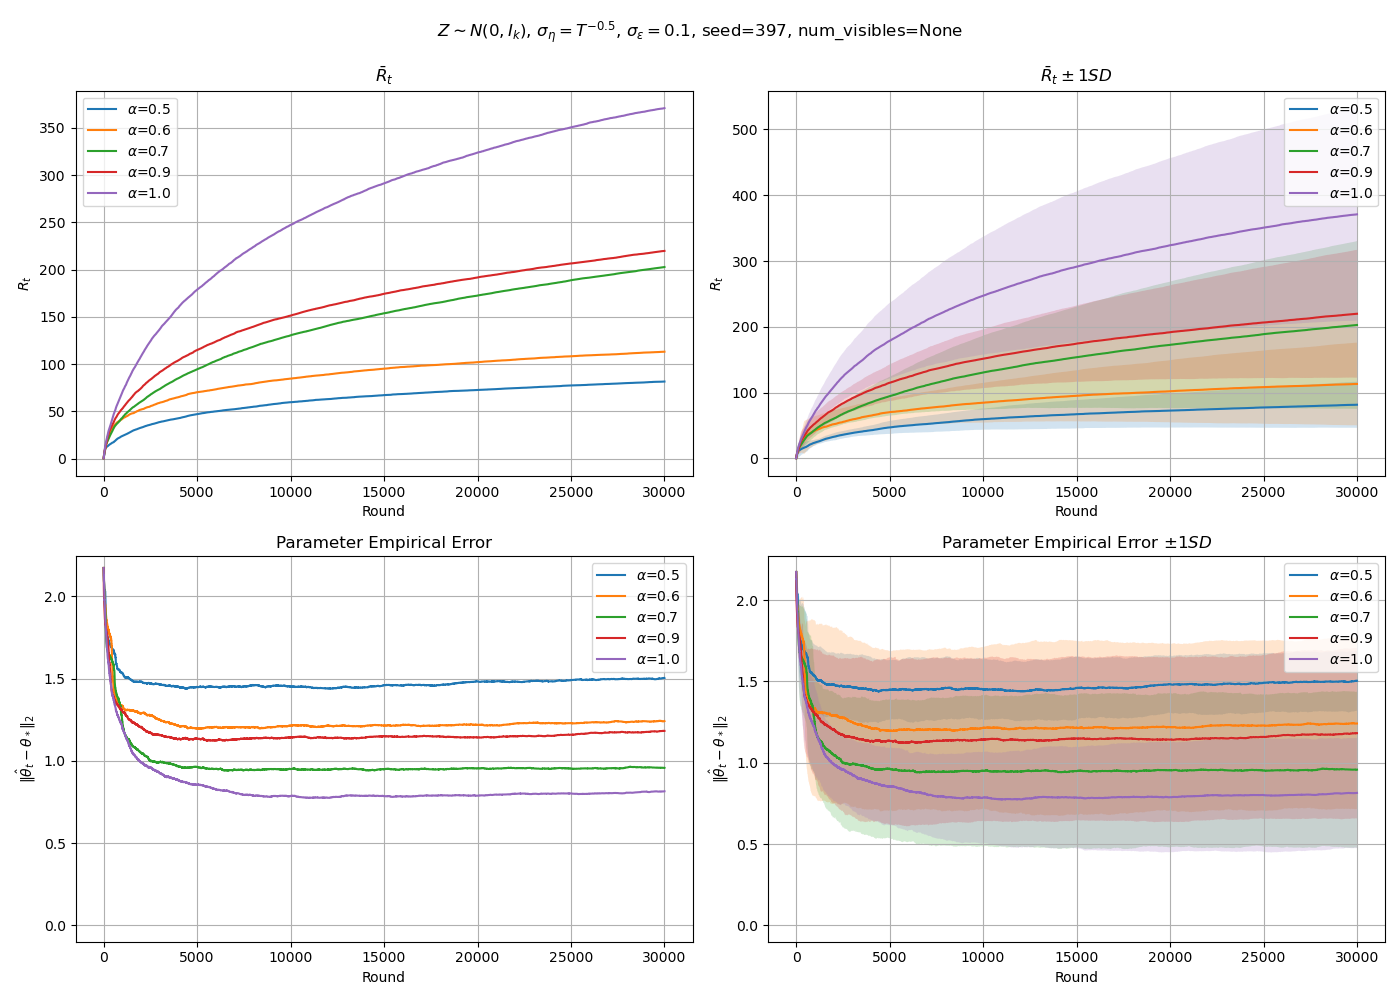 Z ~ N(0, I_k), σ_η = T^{-0.5}, σ_ε = 0.1, seed=397, num_visibles=None
R̄_t
350
300
250
200
150
100
50
0
R_t
α=0.5
α=0.6
α=0.7
α=0.9
α=1.0
0 5000 10000 15000 20000 25000 30000
Round
R̄_t ± 1SD
500
400
300
200
100
0
R_t
α=0.5
α=0.6
α=0.7
α=0.9
α=1.0
0 5000 10000 15000 20000 25000 30000
Round
Parameter Empirical Error
2.0
1.5
1.0
0.5
0.0
‖θ̂_t − θ_*‖_2
α=0.5
α=0.6
α=0.7
α=0.9
α=1.0
0 5000 10000 15000 20000 25000 30000
Round
Parameter Empirical Error ±1SD
2.0
1.5
1.0
0.5
0.0
‖θ̂_t − θ_*‖_2
α=0.5
α=0.6
α=0.7
α=0.9
α=1.0
0 5000 10000 15000 20000 25000 30000
Round